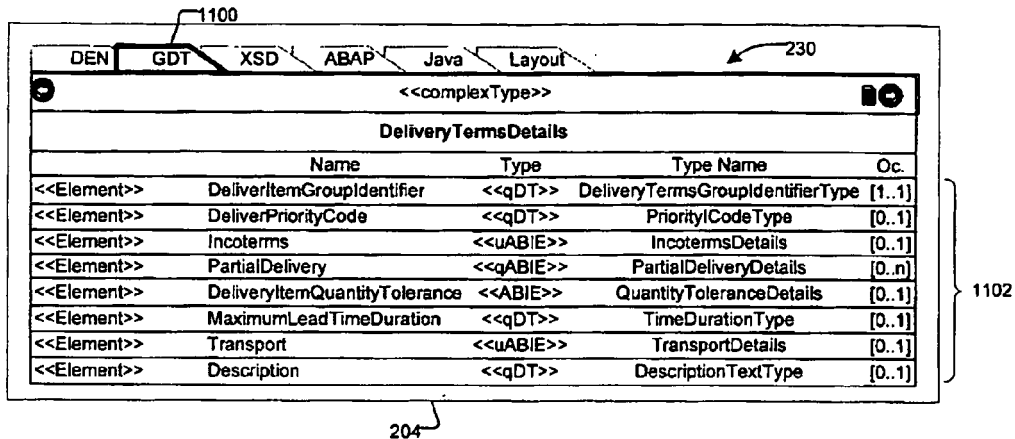 1100
DEN GDT XSD ABAP Java Layout 230
<<complexType>>
DeliveryTermsDetails
Name Type Type Name Oc.
<<Element>> DeliverItemGroupIdentifier <<qDT>> DeliveryTermsGroupIdentifierType [1..1]
<<Element>> DeliverPriorityCode <<qDT>> PriorityICodeType [0..1]
<<Element>> Incoterms <<uABIE>> IncotermsDetails [0..1]
<<Element>> PartialDelivery <<qABIE>> PartialDeliveryDetails [0..n]
<<Element>> DeliveryItemQuantityTolerance <<ABIE>> QuantityToleranceDetails [0..1]
<<Element>> MaximumLeadTimeDuration <<qDT>> TimeDurationType [0..1]
<<Element>> Transport <<uABIE>> TransportDetails [0..1]
<<Element>> Description <<qDT>> DescriptionTextType [0..1]
1102
204